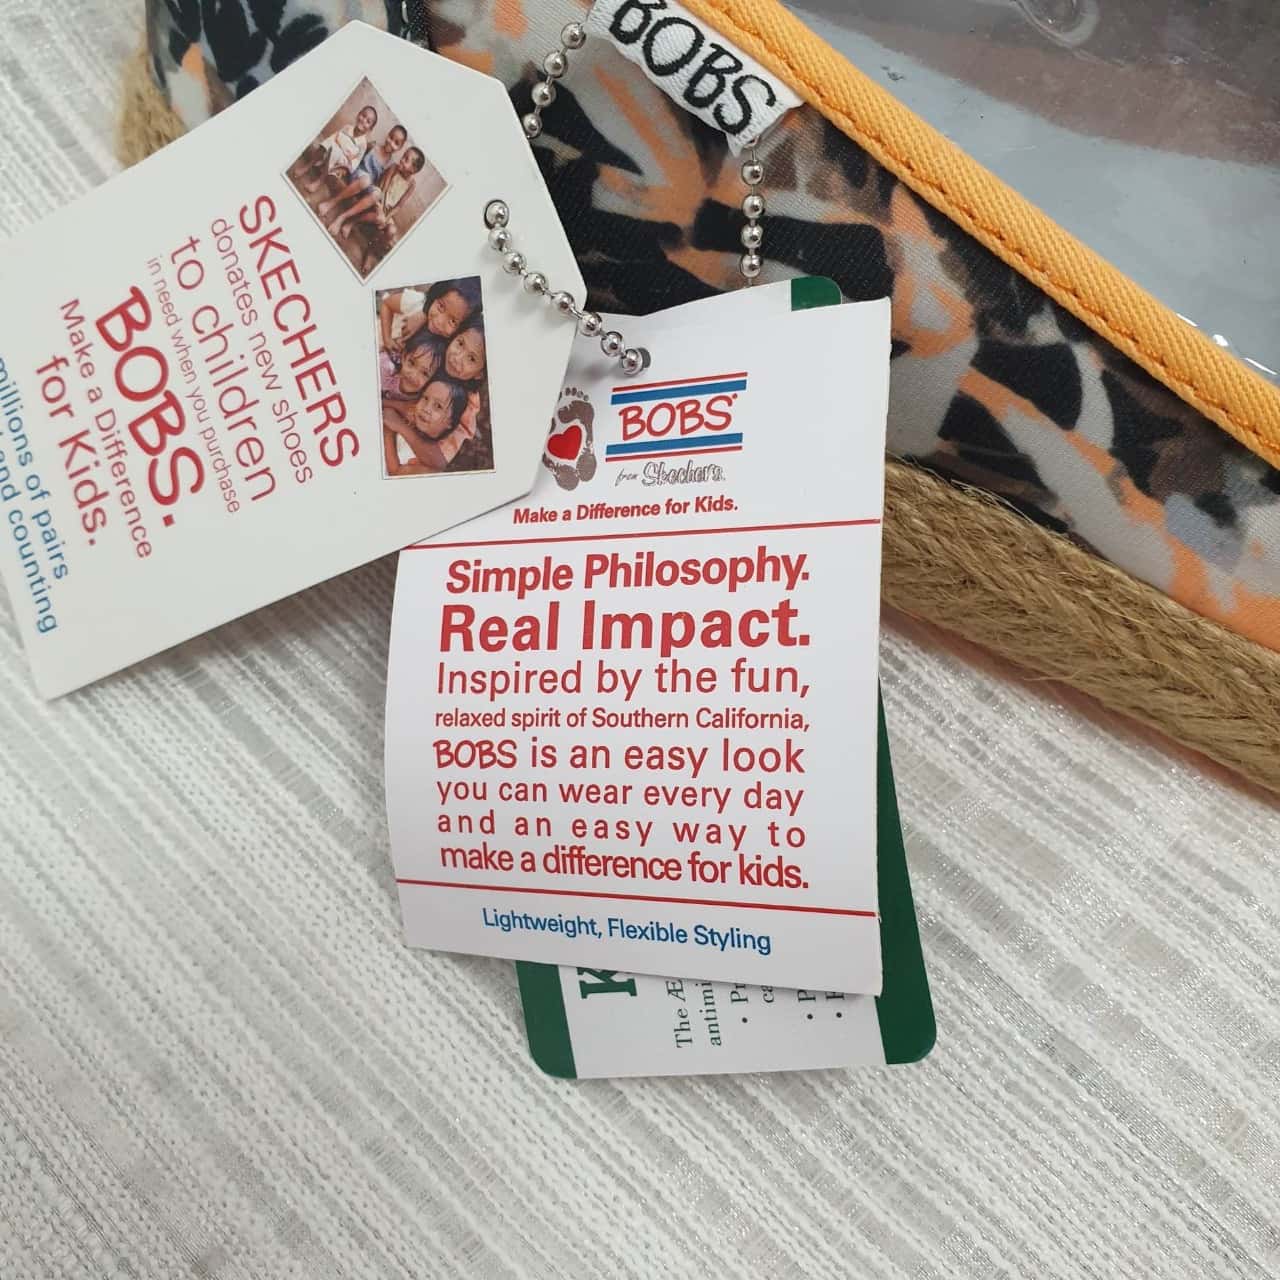 BOBS
SKECHERS
donates new shoes
to children
in need when you purchase
BOBS.
Make a Difference
for Kids.
millions of pairs
and counting
BOBS
from Skechers.
Make a Difference for Kids.
Simple Philosophy.
Real Impact.
Inspired by the fun,
relaxed spirit of Southern California,
BOBS is an easy look
you can wear every day
and an easy way to
make a difference for kids.
Lightweight, Flexible Styling
The Æ
antimi